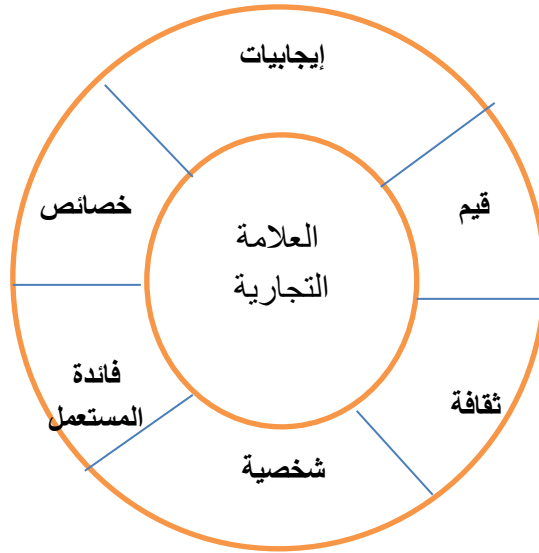 إيجابيات
قيم
خصائص
العلامة
التجارية
فائدة
المستعمل
ثقافة
شخصية